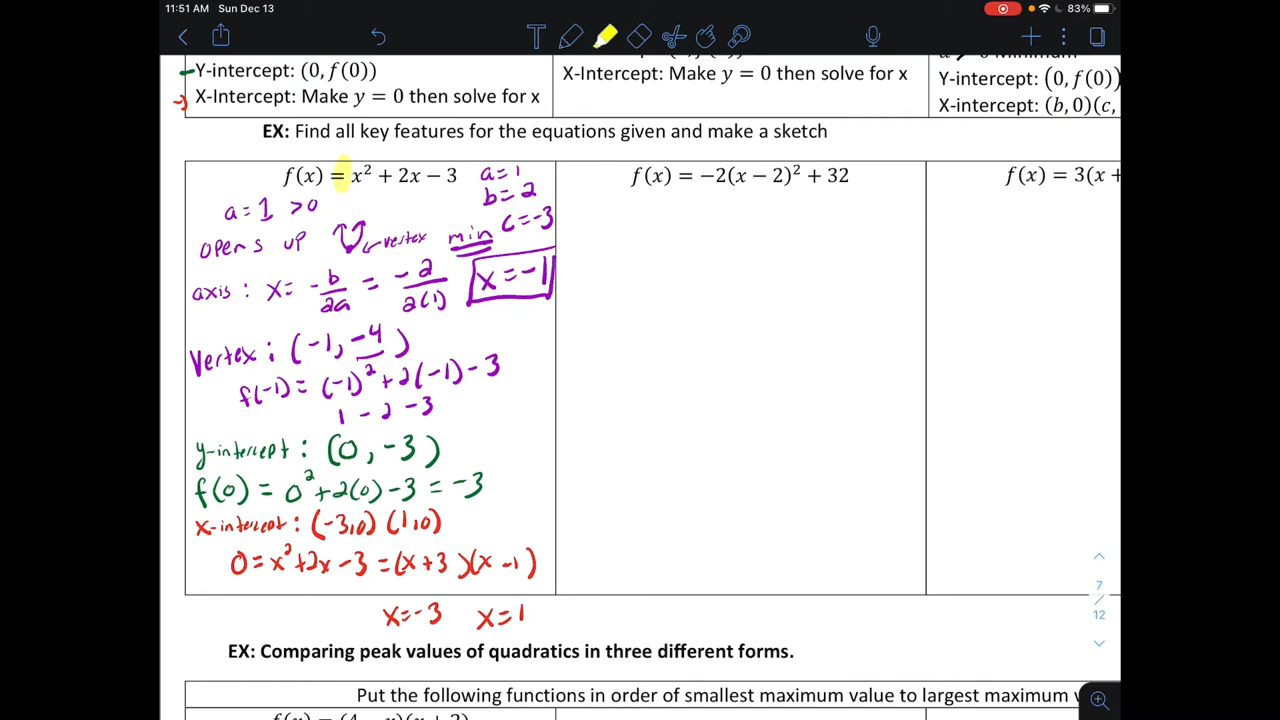 11:51 AM Sun Dec 13
83%
Y-intercept: (0, f(0))
X-Intercept: Make y = 0 then solve for x
X-Intercept: Make y = 0 then solve for x
Y-intercept: (0, f(0))
X-intercept: (b, 0)(c,
EX: Find all key features for the equations given and make a sketch
f(x) = x² + 2x − 3
a=1
b=2
c=-3
a=1 >0
opens up
←vertex
min
axis: x= -b/2a = -2/2(1)
x=-1
Vertex: (-1, -4)
f(-1) = (-1)² +2(-1) -3
1 -2 -3
y-intercept: (0, -3)
f(0) = 0² +2(0) -3 = -3
x-intercept: (-3,0) (1,0)
0=x²+2x-3=(x+3)(x-1)
x=-3 x=1
f(x) = −2(x − 2)² + 32
f(x) = 3(x +
7
12
EX: Comparing peak values of quadratics in three different forms.
Put the following functions in order of smallest maximum value to largest maximum